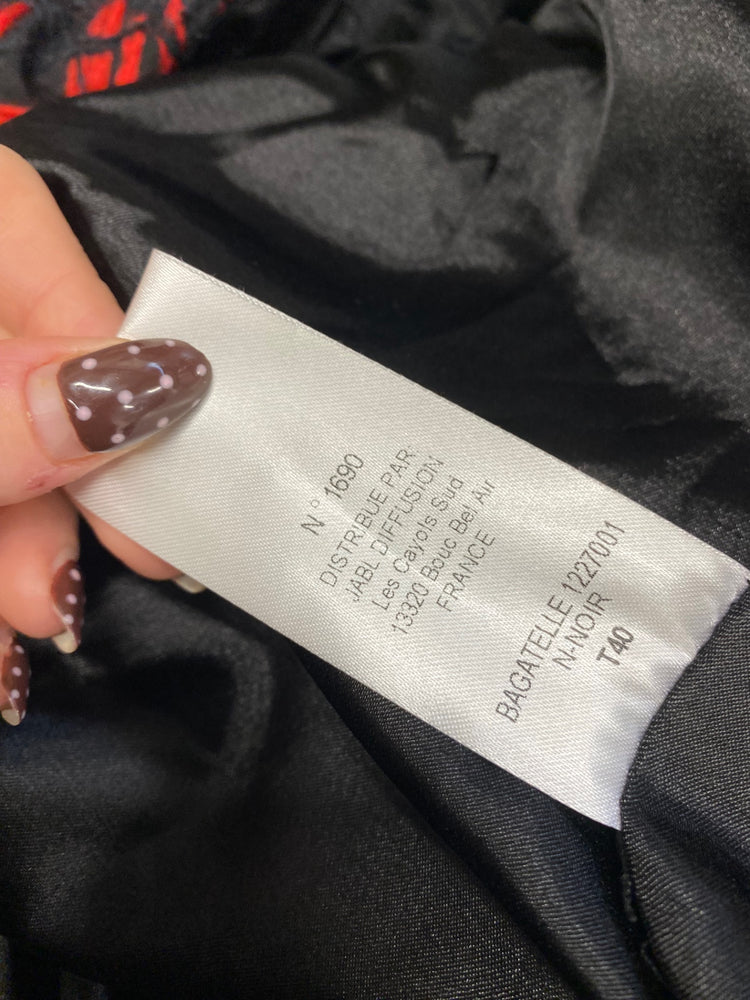 N° 1690
DISTRIBUE PAR:
JABL DIFFUSION
Les Cayols Sud
13320 Bouc Bel Air
FRANCE
BAGATELLE 1227001
N-NOIR
T40